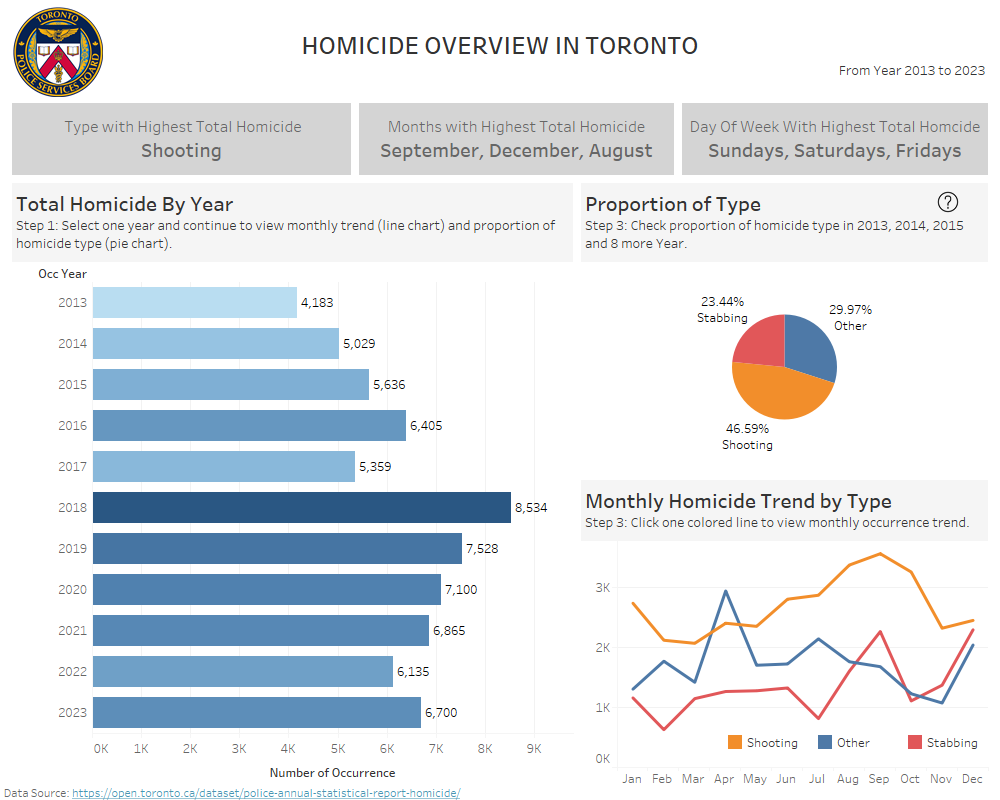 TORONTO
POLICE SERVICES BOARD
HOMICIDE OVERVIEW IN TORONTO
From Year 2013 to 2023
Type with Highest Total Homicide
Shooting
Months with Highest Total Homicide
September, December, August
Day Of Week With Highest Total Homcide
Sundays, Saturdays, Fridays
Total Homicide By Year
Step 1: Select one year and continue to view monthly trend (line chart) and proportion of
homicide type (pie chart).
Occ Year
2013 4,183
2014 5,029
2015 5,636
2016 6,405
2017 5,359
2018 8,534
2019 7,528
2020 7,100
2021 6,865
2022 6,135
2023 6,700
0K 1K 2K 3K 4K 5K 6K 7K 8K 9K
Number of Occurrence
Proportion of Type
?
Step 3: Check proportion of homicide type in 2013, 2014, 2015
and 8 more Year.
23.44%
Stabbing
29.97%
Other
46.59%
Shooting
Monthly Homicide Trend by Type
Step 3: Click one colored line to view monthly occurrence trend.
3K
2K
1K
0K
Shooting Other Stabbing
Jan Feb Mar Apr May Jun Jul Aug Sep Oct Nov Dec
Data Source: https://open.toronto.ca/dataset/police-annual-statistical-report-homicide/